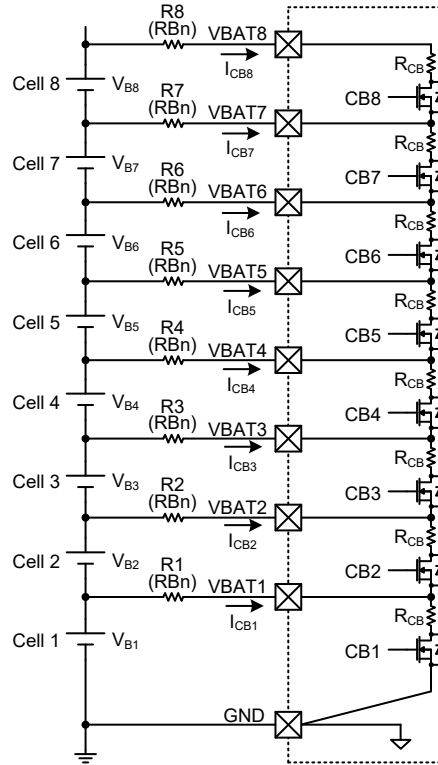 R8
(RBn)
VBAT8
ICB8
RCB
Cell 8
VB8
CB8
R7
(RBn)
VBAT7
ICB7
RCB
Cell 7
VB7
CB7
R6
(RBn)
VBAT6
ICB6
RCB
Cell 6
VB6
CB6
R5
(RBn)
VBAT5
ICB5
RCB
Cell 5
VB5
CB5
R4
(RBn)
VBAT4
ICB4
RCB
Cell 4
VB4
CB4
R3
(RBn)
VBAT3
ICB3
RCB
Cell 3
VB3
CB3
R2
(RBn)
VBAT2
ICB2
RCB
Cell 2
VB2
CB2
R1
(RBn)
VBAT1
ICB1
RCB
Cell 1
VB1
CB1
GND